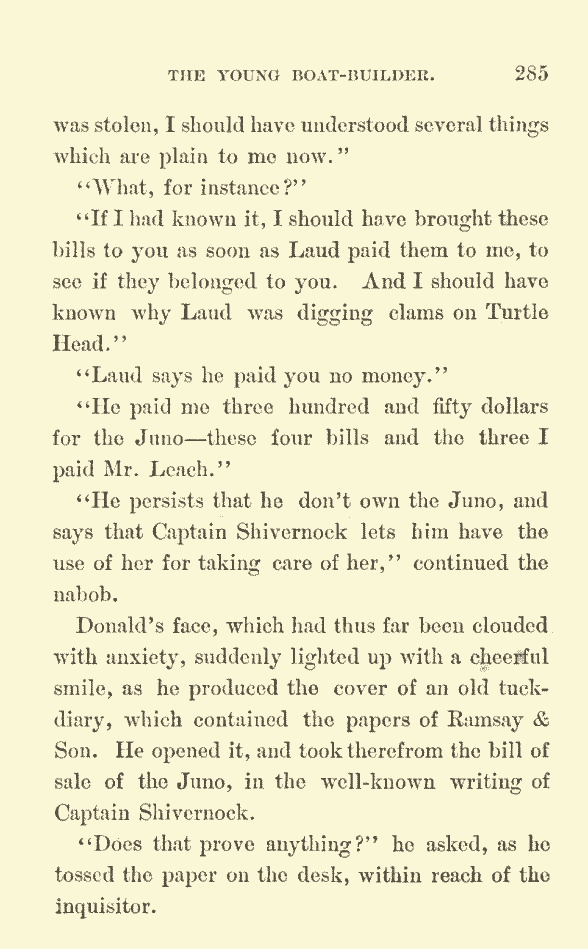 THE YOUNG BOAT-BUILDER. 285
was stolen, I should have understood several things
which are plain to me now."
"What, for instance?"
"If I had known it, I should have brought these
bills to you as soon as Laud paid them to me, to
see if they belonged to you. And I should have
known why Laud was digging clams on Turtle
Head."
"Laud says he paid you no money."
"He paid me three hundred and fifty dollars
for the Juno—these four bills and the three I
paid Mr. Leach."
"He persists that he don't own the Juno, and
says that Captain Shivernock lets him have the
use of her for taking care of her," continued the
nabob.
Donald's face, which had thus far been clouded
with anxiety, suddenly lighted up with a cheerful
smile, as he produced the cover of an old tuck-
diary, which contained the papers of Ramsay &
Son. He opened it, and took therefrom the bill of
sale of the Juno, in the well-known writing of
Captain Shivernock.
"Does that prove anything?" he asked, as he
tossed the paper on the desk, within reach of the
inquisitor.